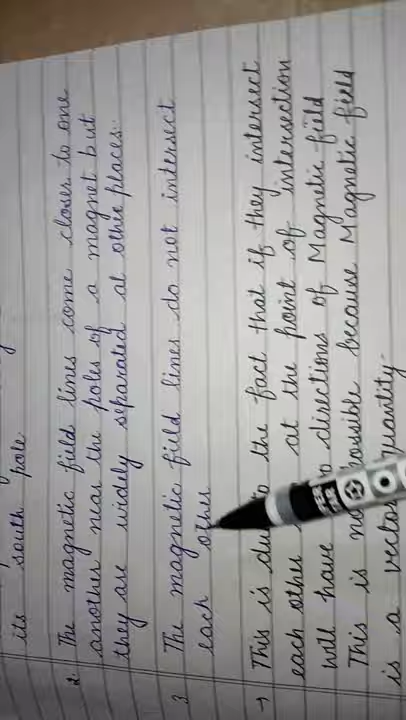 its south pole
2. The magnetic field lines come closer to one
another near the poles of a magnet but
they are widely separated at other places.
3 The magnetic field lines do not intersect
each other
→ This is due to the fact that if they intersect
each other at the point of intersection
will have directions of Magnetic field
This is possible because Magnetic field
is a vector quantity.